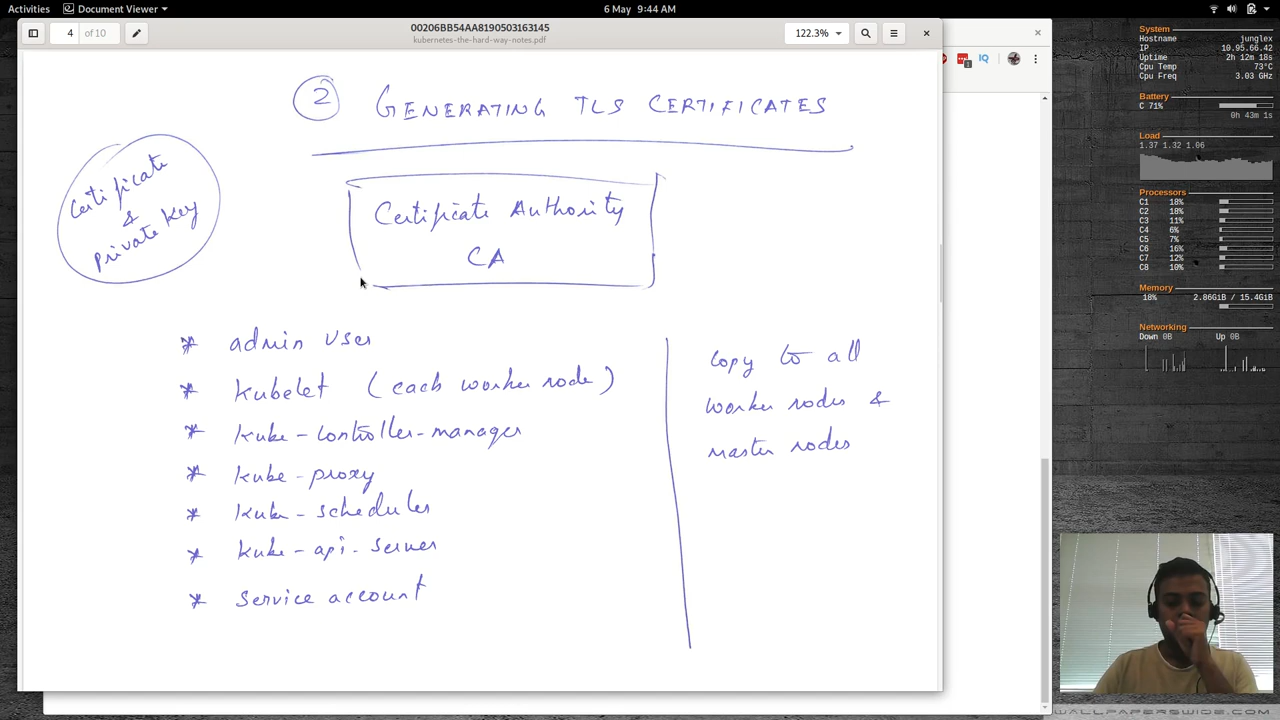 Activities
Document Viewer
6 May 9:44 AM
4 of 10
00206BB54AA8190503163145
kubernetes-the-hard-way-notes.pdf
122.3%
2 GENERATING TLS CERTIFICATES
Certificate
&
Private Key
Certificate Authority
CA
* admin user
* kubelet (each worker node)
* kube-controller-manager
* kube-proxy
* kube-scheduler
* kube-api-server
* service account
copy to all
worker nodes &
master nodes
1
IQ
System
Hostname junglex
IP 10.95.66.42
Uptime 2h 12m 18s
Cpu Temp 73°C
Cpu Freq 3.03 GHz
Battery
C 71%
0h 43m 1s
Load
1.37 1.32 1.06
Processors
C1 18%
C2 18%
C3 11%
C4 6%
C5 7%
C6 16%
C7 12%
C8 10%
Memory
18% 2.86GiB / 15.4GiB
Networking
Down 0B Up 0B
WALLPAPERSWIDE.COM